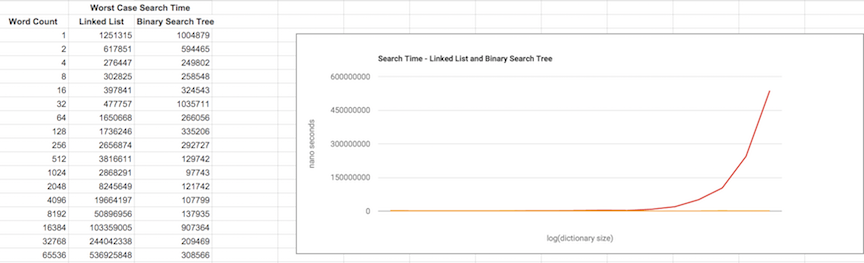 Worst Case Search Time
Word Count Linked List Binary Search Tree
1 1251315 1004879
2 617851 594465
4 276447 249802
8 302825 258548
16 397841 324543
32 477757 1035711
64 1650668 266056
128 1736246 335206
256 2656874 292727
512 3816611 129742
1024 2868291 97743
2048 8245649 121742
4096 19664197 107799
8192 50896956 137935
16384 103359005 907364
32768 244042338 209469
65536 536925848 308566
Search Time - Linked List and Binary Search Tree
600000000
450000000
300000000
150000000
0
nano seconds
log(dictionary size)